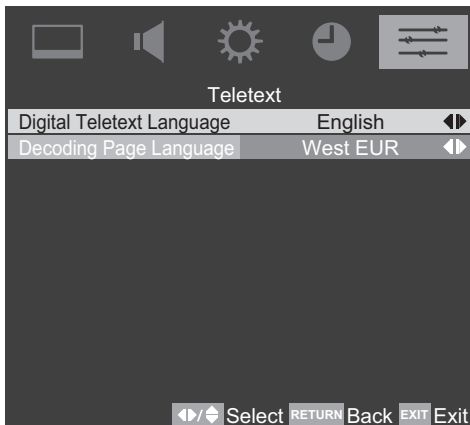 Teletext
Digital Teletext Language English
Decoding Page Language West EUR
/ Select RETURN Back EXIT Exit